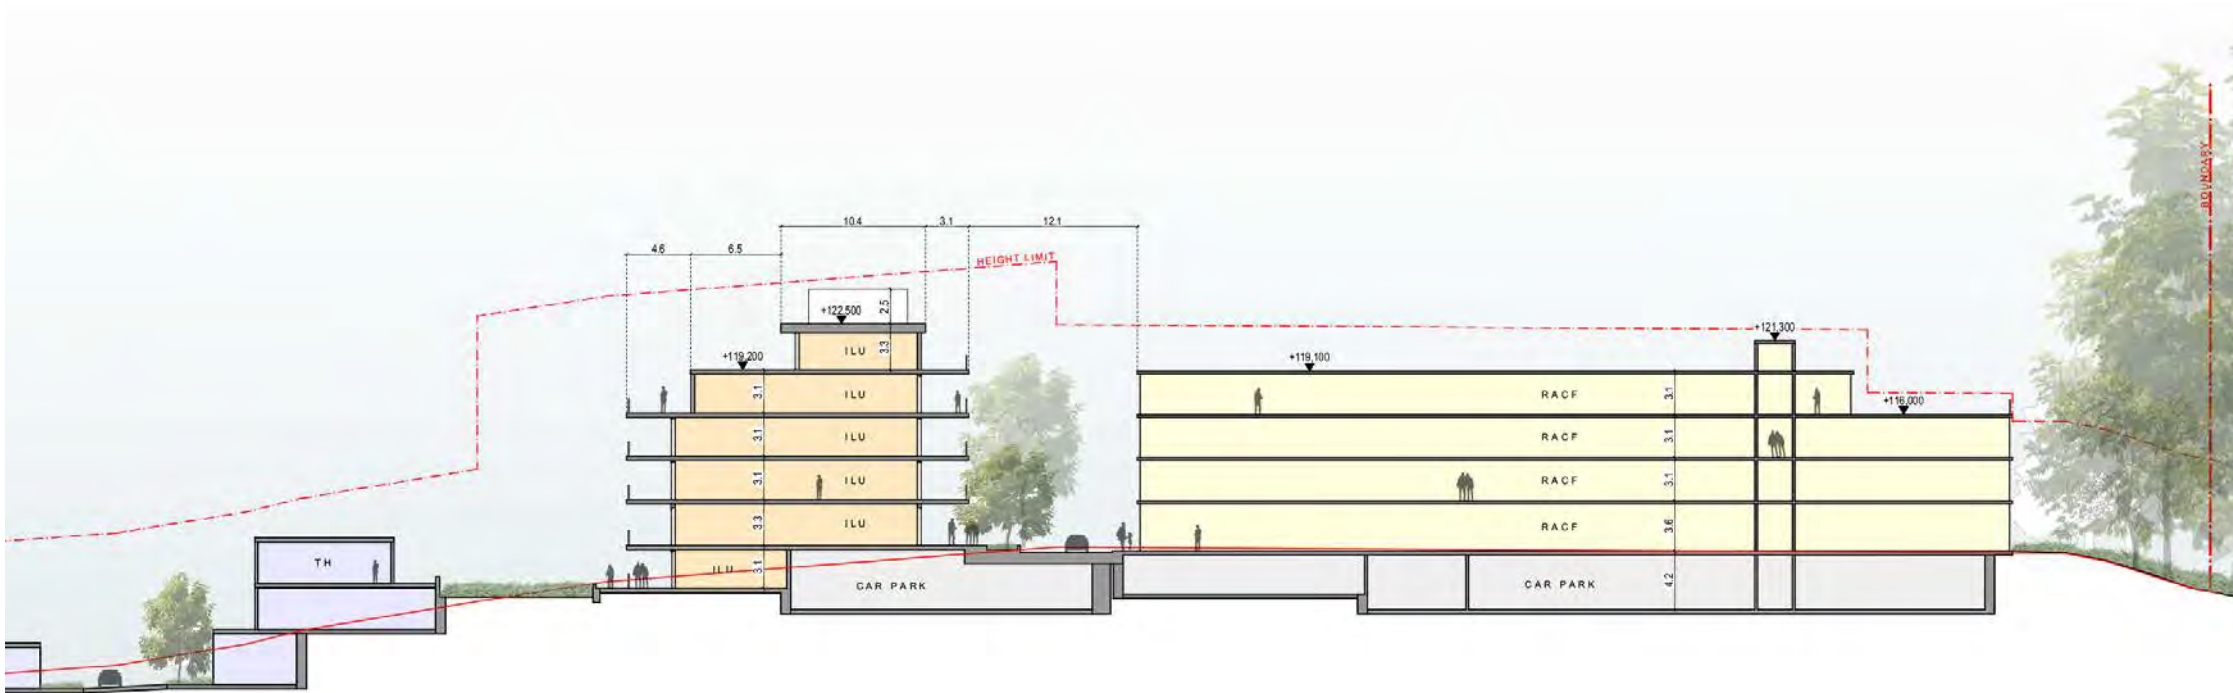 10.4
3.1
12.1
4.6
6.5
HEIGHT LIMIT
BOUNDARY
2.5
+122,500
+121,300
3.3
ILU
+119,200
+119,100
3.1
ILU
RACF
3.1
+116,000
3.1
ILU
RACF
3.1
3.1
ILU
RACF
3.1
3.3
ILU
RACF
3.6
TH
ILU
3.1
CAR PARK
CAR PARK
4.2